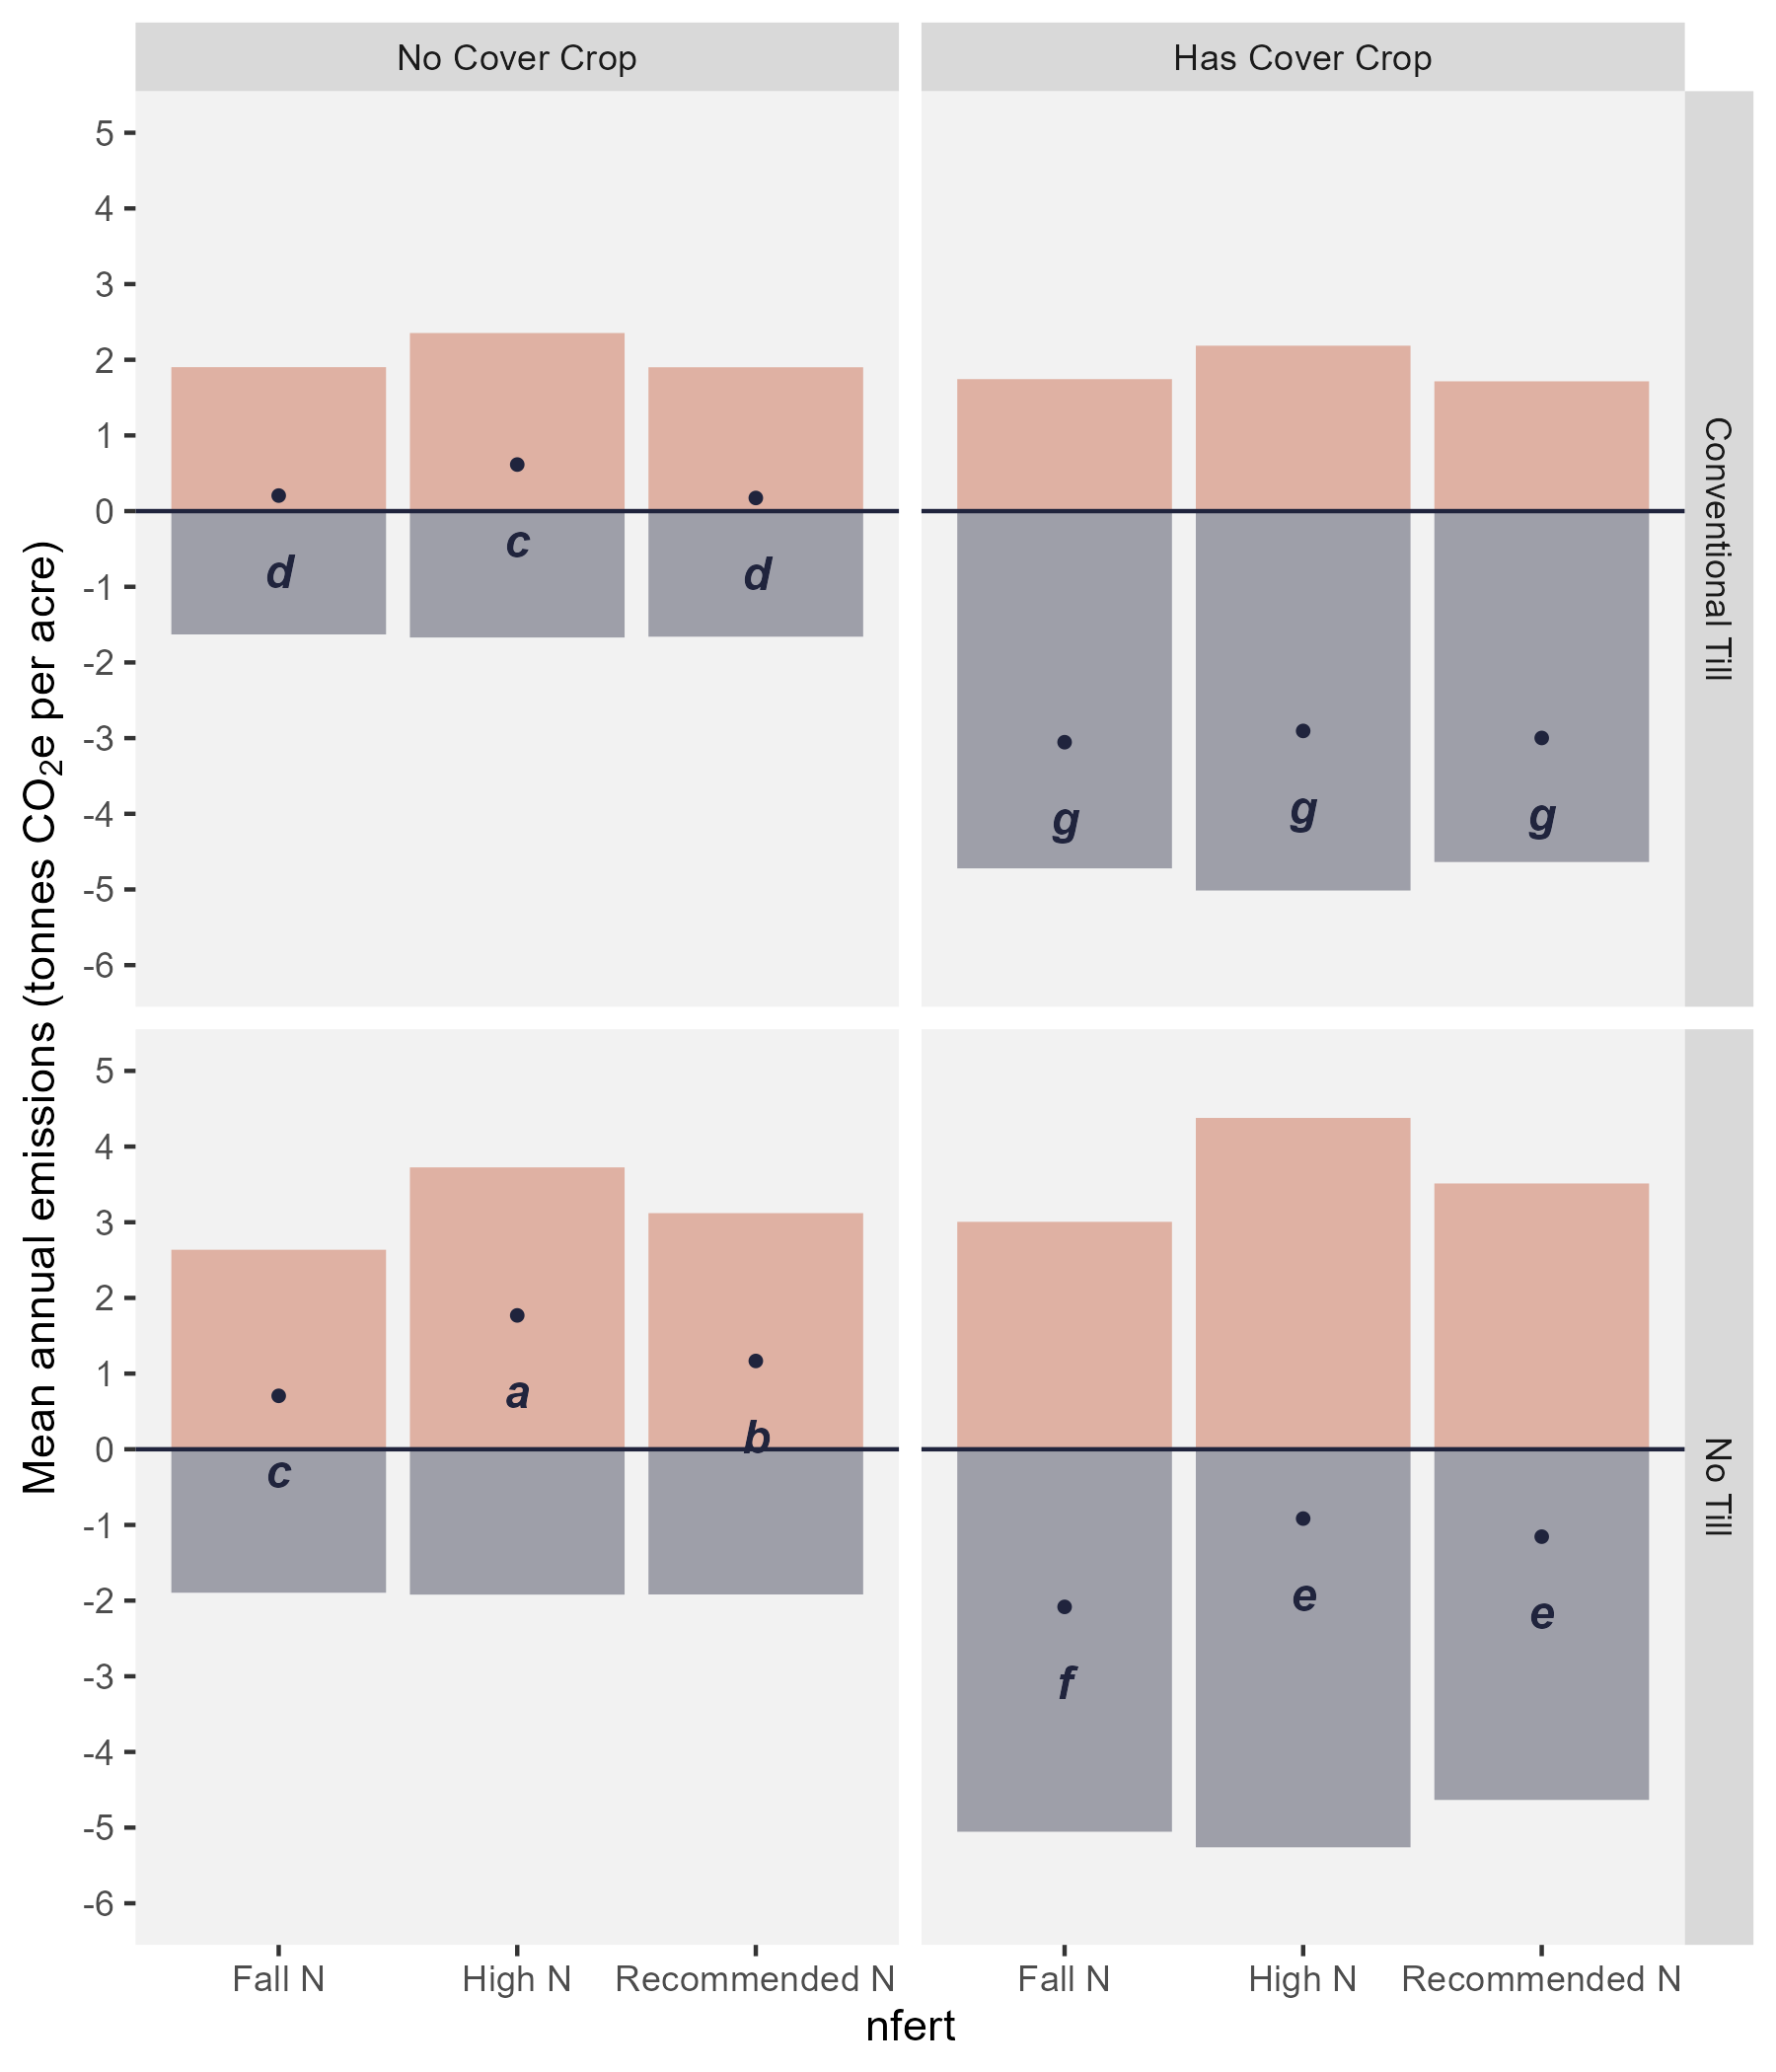 No Cover Crop
Has Cover Crop
Mean annual emissions (tonnes CO₂e per acre)
5
4
3
2
1
0
-1
-2
-3
-4
-5
-6
d
c
d
g
g
g
Conventional Till
5
4
3
2
1
0
-1
-2
-3
-4
-5
-6
c
a
b
f
e
e
No Till
Fall N
High N
Recommended N
Fall N
High N
Recommended N
nfert